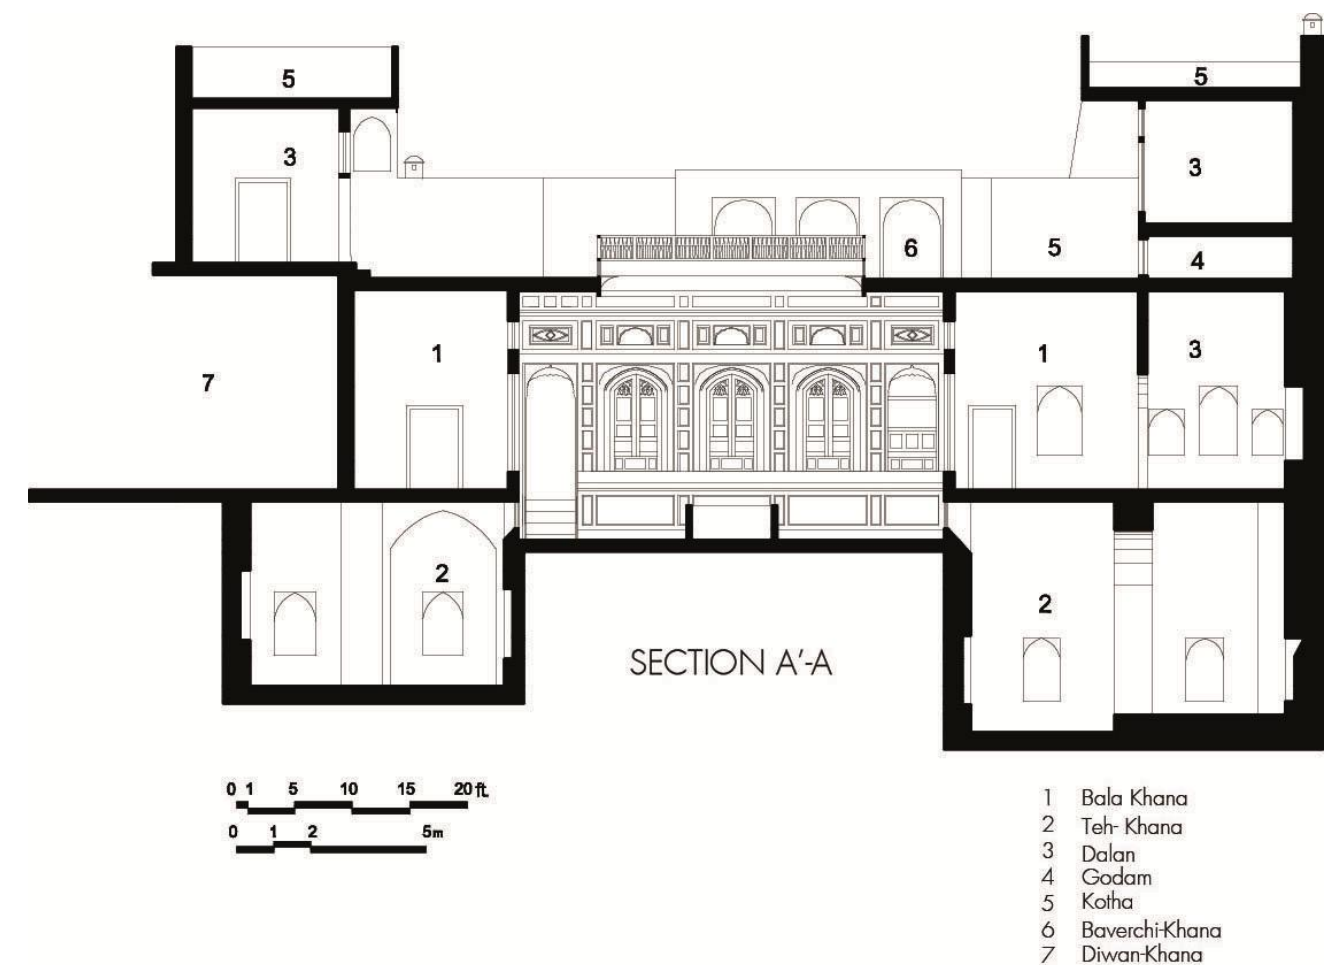 5
5
3
3
6
5
4
1
1
3
7
2
2
SECTION A'-A
0 1 5 10 15 20 ft.
0 1 2 5m
1 Bala Khana
2 Teh- Khana
3 Dalan
4 Godam
5 Kotha
6 Baverchi-Khana
7 Diwan-Khana